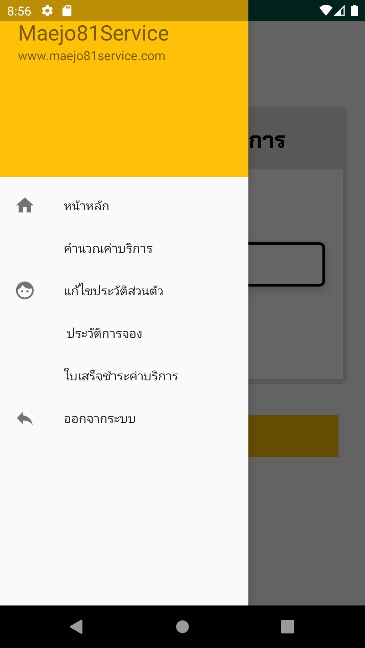 8:56
Maejo81Service
www.maejo81service.com
การ
หน้าหลัก
คำนวณค่าบริการ
แก้ไขประวัติส่วนตัว
ประวัติการจอง
ใบเสร็จชำระค่าบริการ
ออกจากระบบ